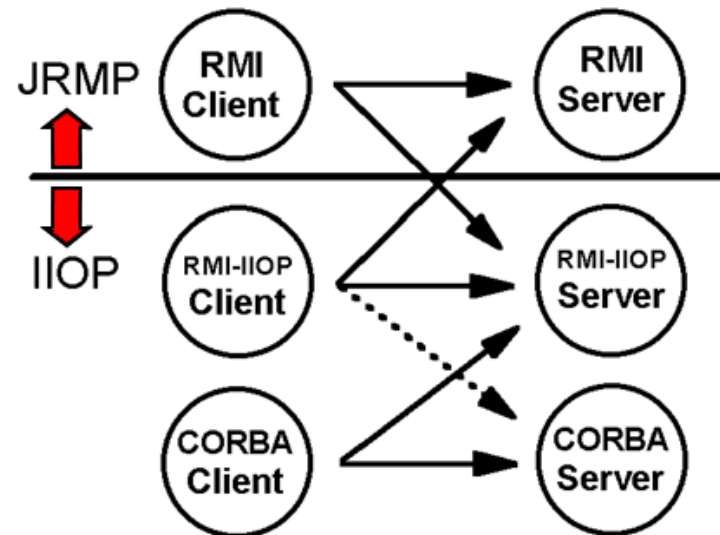 JRMP
RMI
Client
RMI
Server
IIOP
RMI-IIOP
Client
RMI-IIOP
Server
CORBA
Client
CORBA
Server